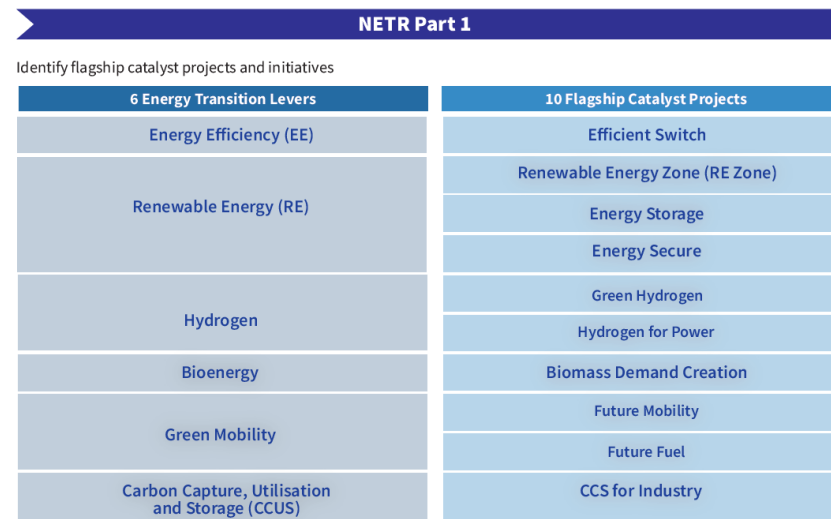 NETR Part 1
Identify flagship catalyst projects and initiatives
6 Energy Transition Levers
10 Flagship Catalyst Projects
Energy Efficiency (EE)
Efficient Switch
Renewable Energy (RE)
Renewable Energy Zone (RE Zone)
Energy Storage
Energy Secure
Hydrogen
Green Hydrogen
Hydrogen for Power
Bioenergy
Biomass Demand Creation
Green Mobility
Future Mobility
Future Fuel
Carbon Capture, Utilisation
and Storage (CCUS)
CCS for Industry